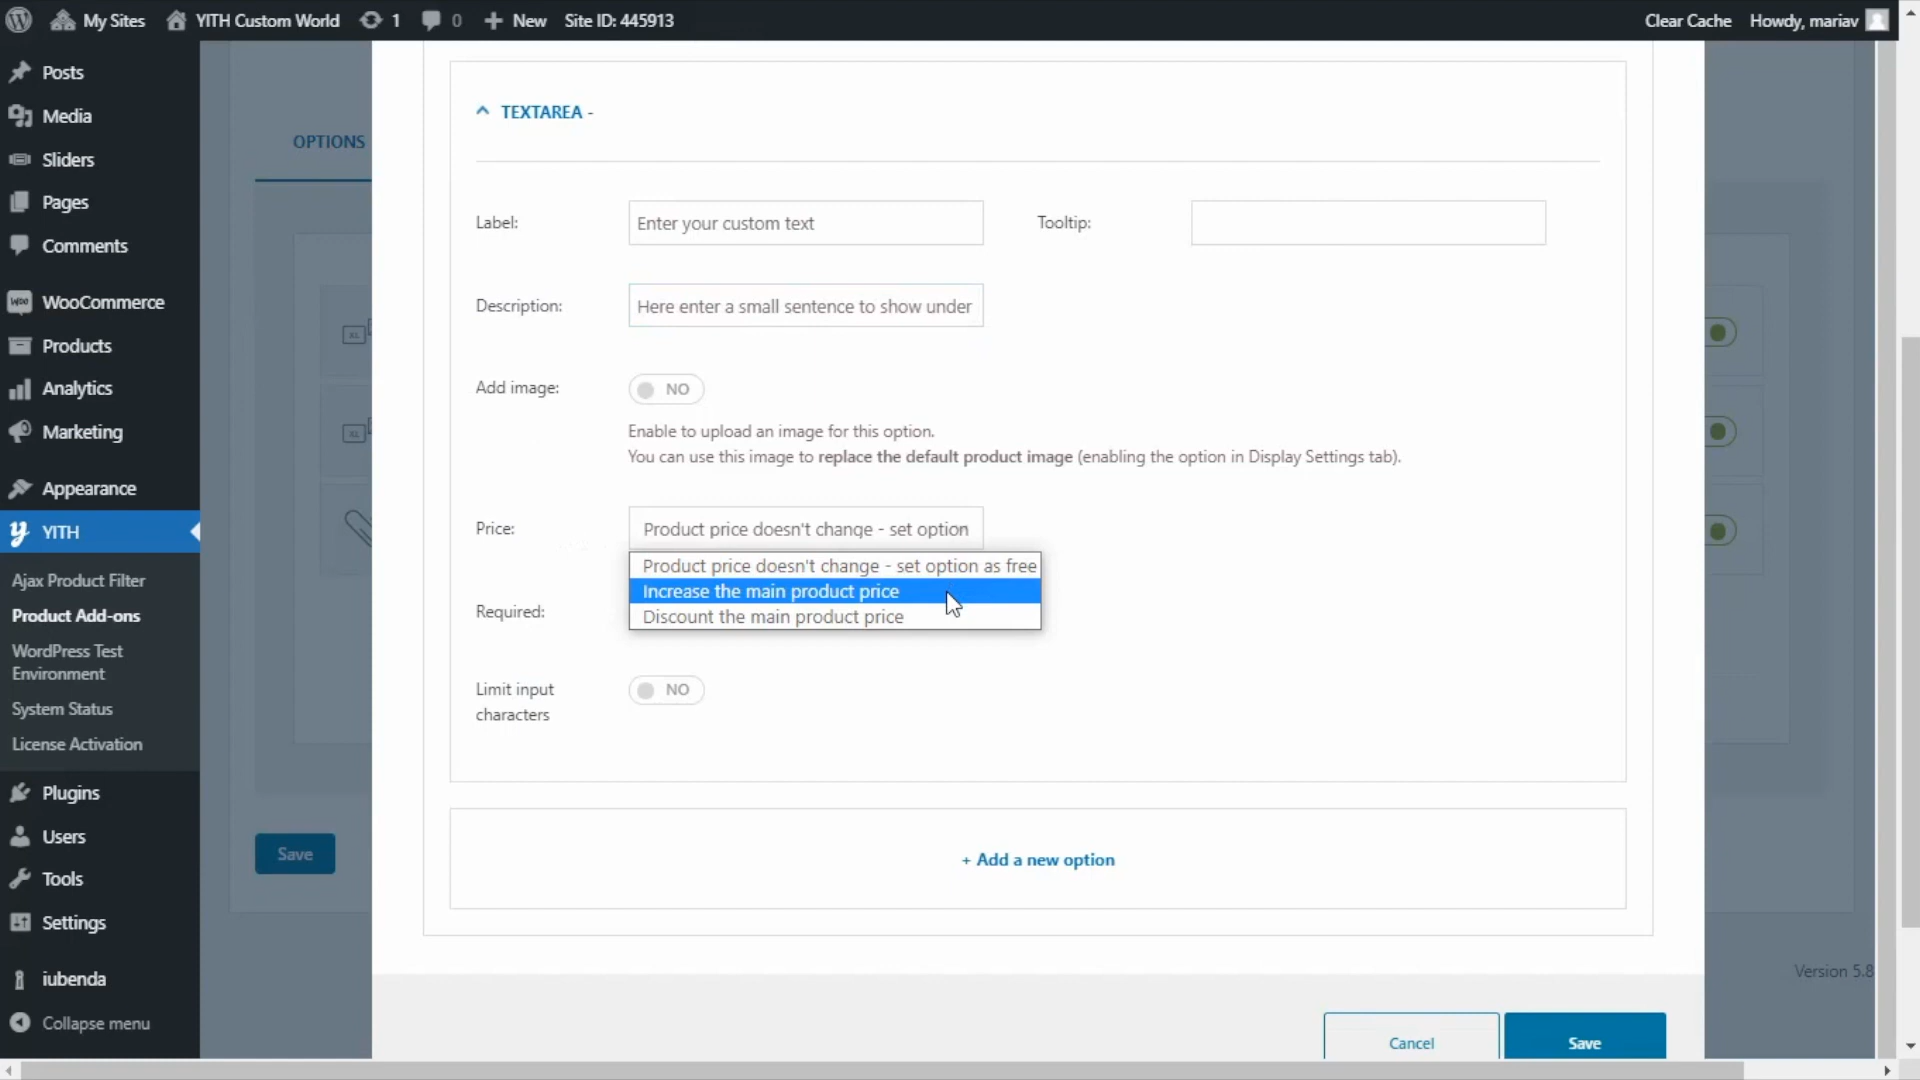 My Sites
YITH Custom World
1
0
New
Site ID: 445913
Clear Cache
Howdy, mariav
Posts
Media
Sliders
Pages
Comments
WooCommerce
Products
Analytics
Marketing
Appearance
YITH
Ajax Product Filter
Product Add-ons
WordPress Test
Environment
System Status
License Activation
Plugins
Users
Tools
Settings
iubenda
Collapse menu
OPTIONS
XL
XL
Save
TEXTAREA -
Label:
Enter your custom text
Tooltip:
Description:
Here enter a small sentence to show under
Add image:
NO
Enable to upload an image for this option.
You can use this image to replace the default product image (enabling the option in Display Settings tab).
Price:
Product price doesn't change - set option
Product price doesn't change - set option as free
Increase the main product price
Discount the main product price
Required:
Limit input
characters
NO
+ Add a new option
Version 5.8
Cancel
Save